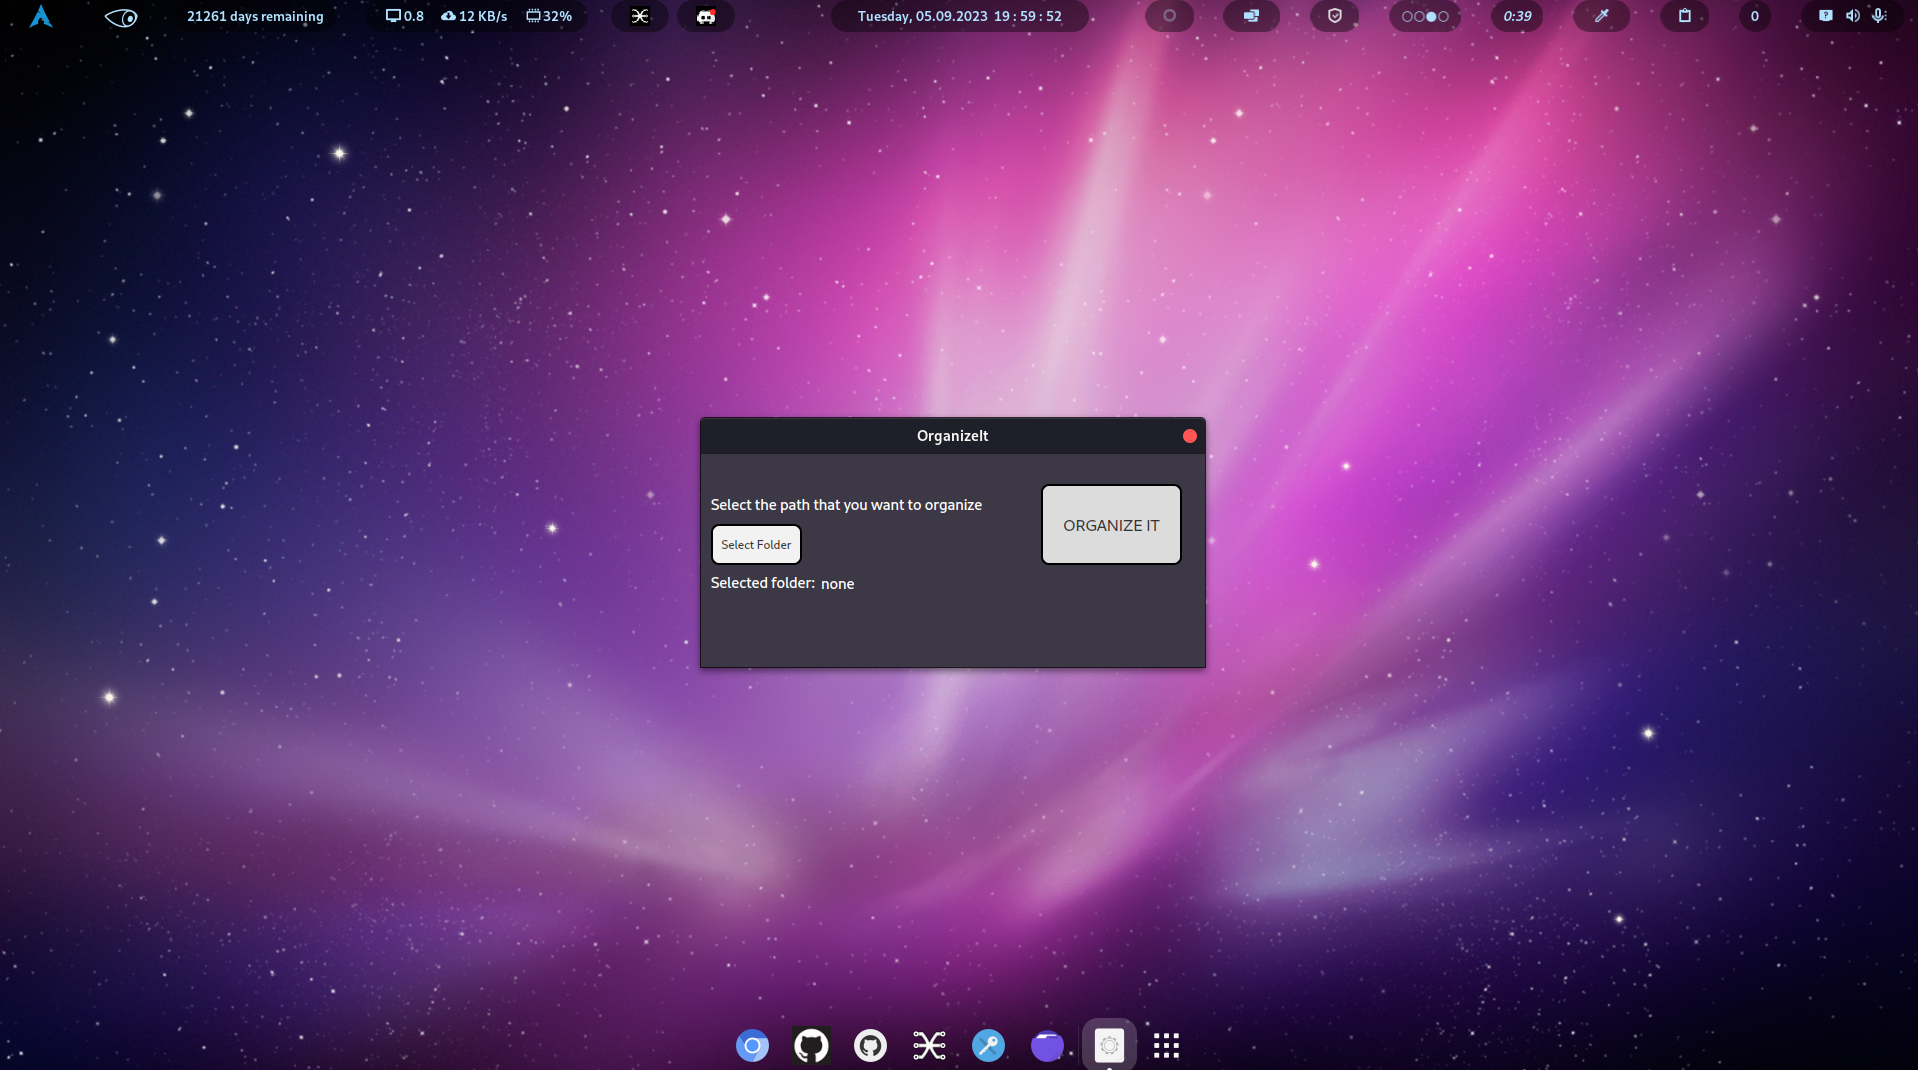 21261 days remaining 0.8 12 KB/s 32% Tuesday, 05.09.2023 19 : 59 : 52 0:39 0
OrganizeIt
Select the path that you want to organize
ORGANIZE IT
Select Folder
Selected folder: none